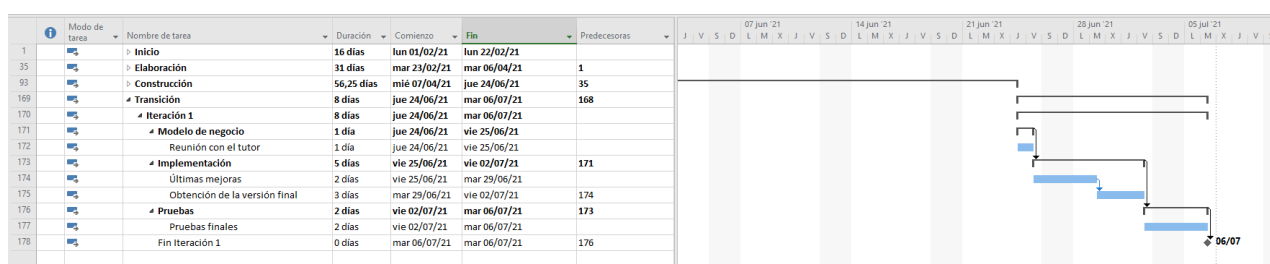 Modo de tarea Nombre de tarea Duración Comienzo Fin Predecesoras
07 jun '21 14 jun '21 21 jun '21 28 jun '21 05 jul '21
J V S D L M X J V S D L M X J V S D L M X J V S D L M X J V S D L M X J V
1 Inicio 16 días lun 01/02/21 lun 22/02/21
35 Elaboración 31 días mar 23/02/21 mar 06/04/21 1
93 Construcción 56,25 días mié 07/04/21 jue 24/06/21 35
169 Transición 8 días jue 24/06/21 mar 06/07/21 168
170 Iteración 1 8 días jue 24/06/21 mar 06/07/21
171 Modelo de negocio 1 día jue 24/06/21 vie 25/06/21
172 Reunión con el tutor 1 día jue 24/06/21 vie 25/06/21
173 Implementación 5 días vie 25/06/21 vie 02/07/21 171
174 Últimas mejoras 2 días vie 25/06/21 mar 29/06/21
175 Obtención de la versión final 3 días mar 29/06/21 vie 02/07/21 174
176 Pruebas 2 días vie 02/07/21 mar 06/07/21 173
177 Pruebas finales 2 días vie 02/07/21 mar 06/07/21
178 Fin Iteración 1 0 días mar 06/07/21 mar 06/07/21 176 06/07